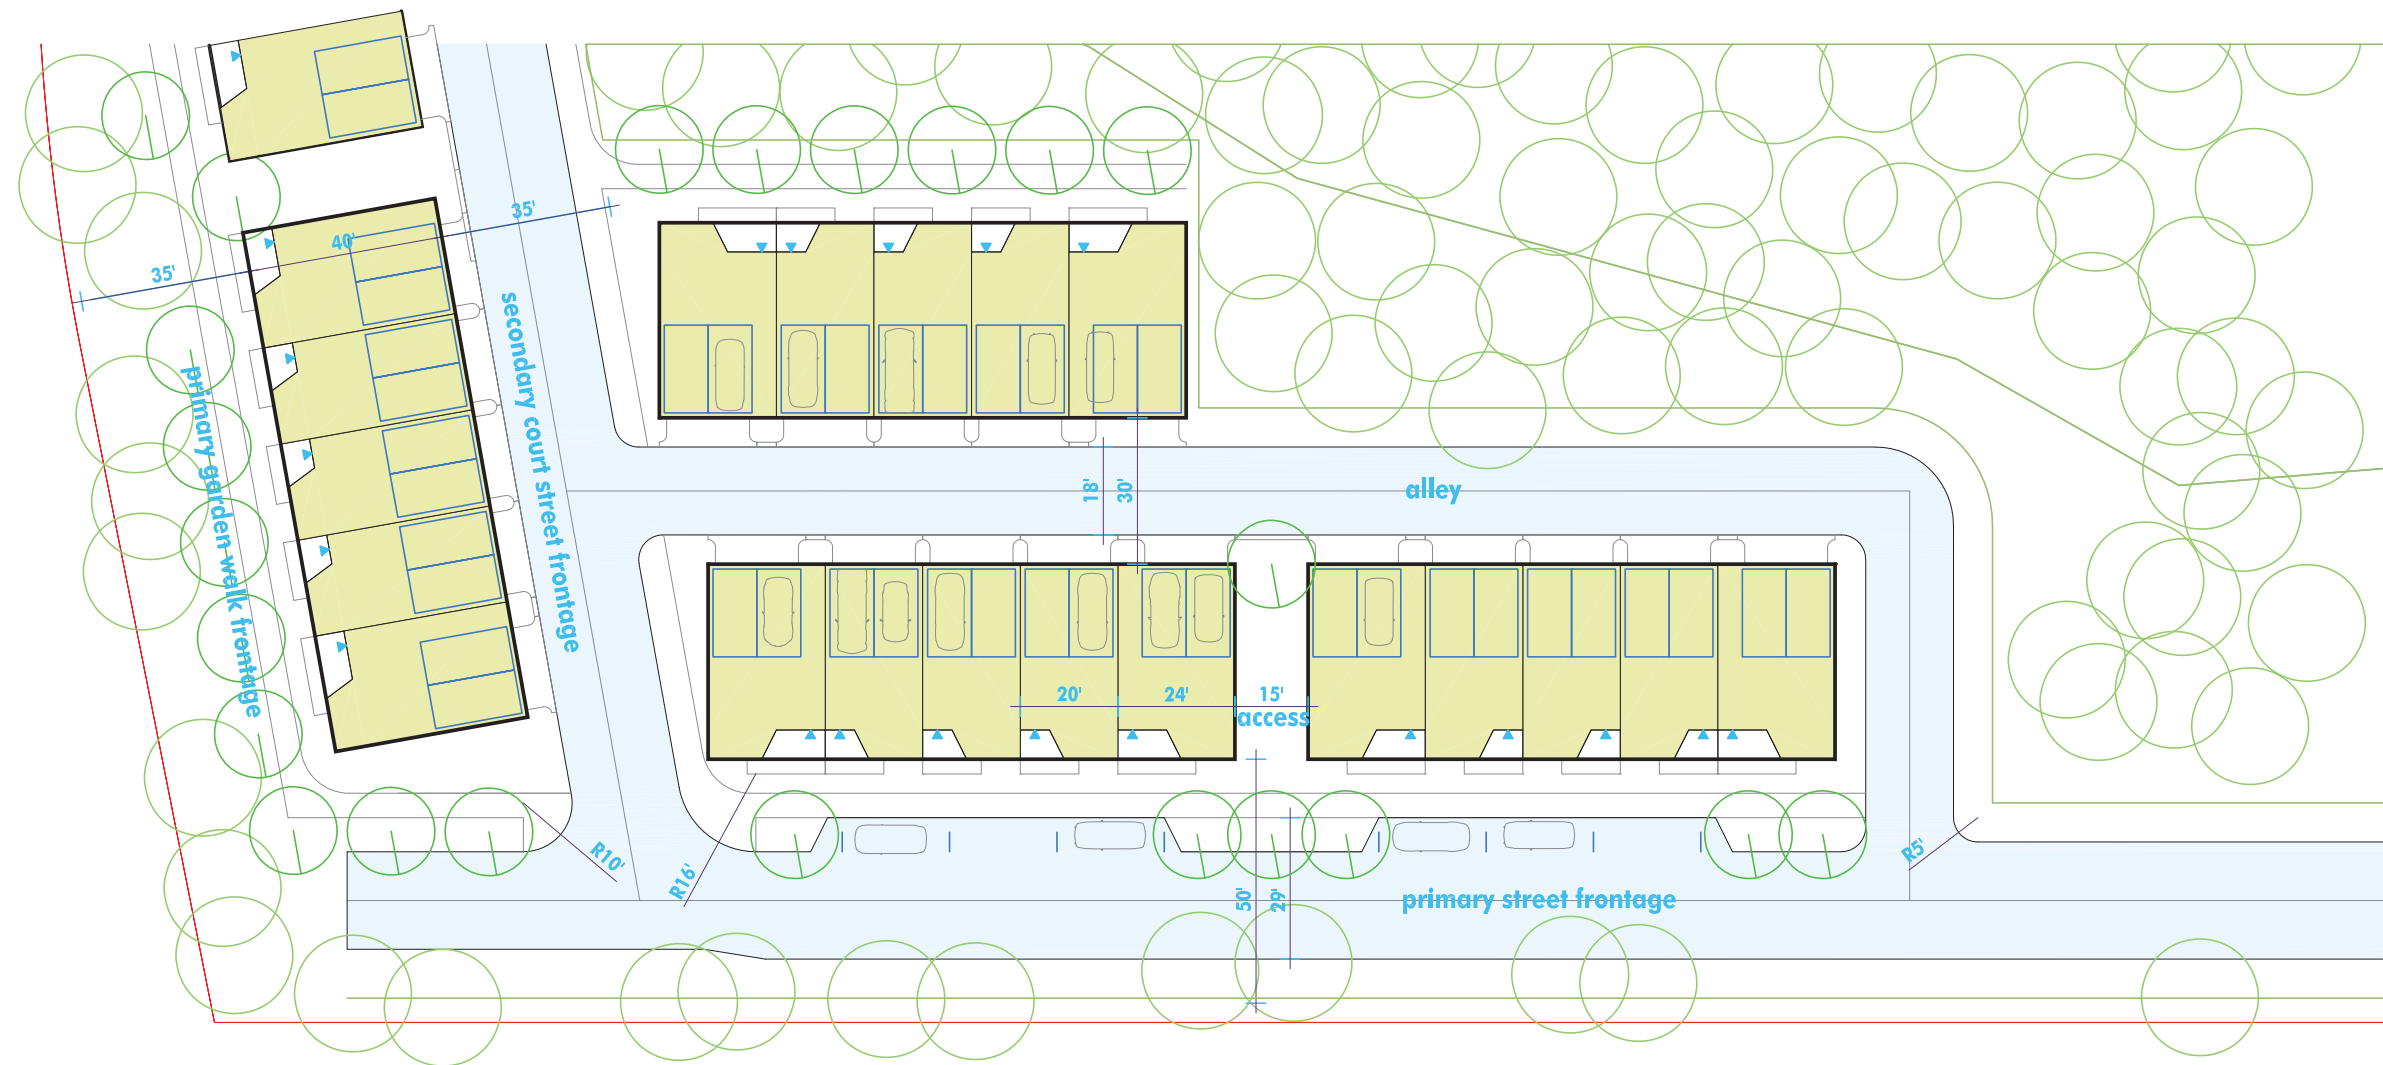 35'
40'
35'
secondary court street frontage
primary garden walk frontage
18'
30'
alley
20'
24'
15'
access
R10'
R16'
50'
29'
primary street frontage
R5'